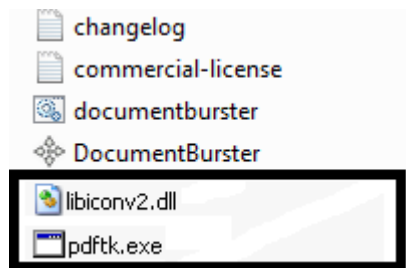 changelog
commercial-license
documentburster
DocumentBurster
libiconv2.dll
pdftk.exe